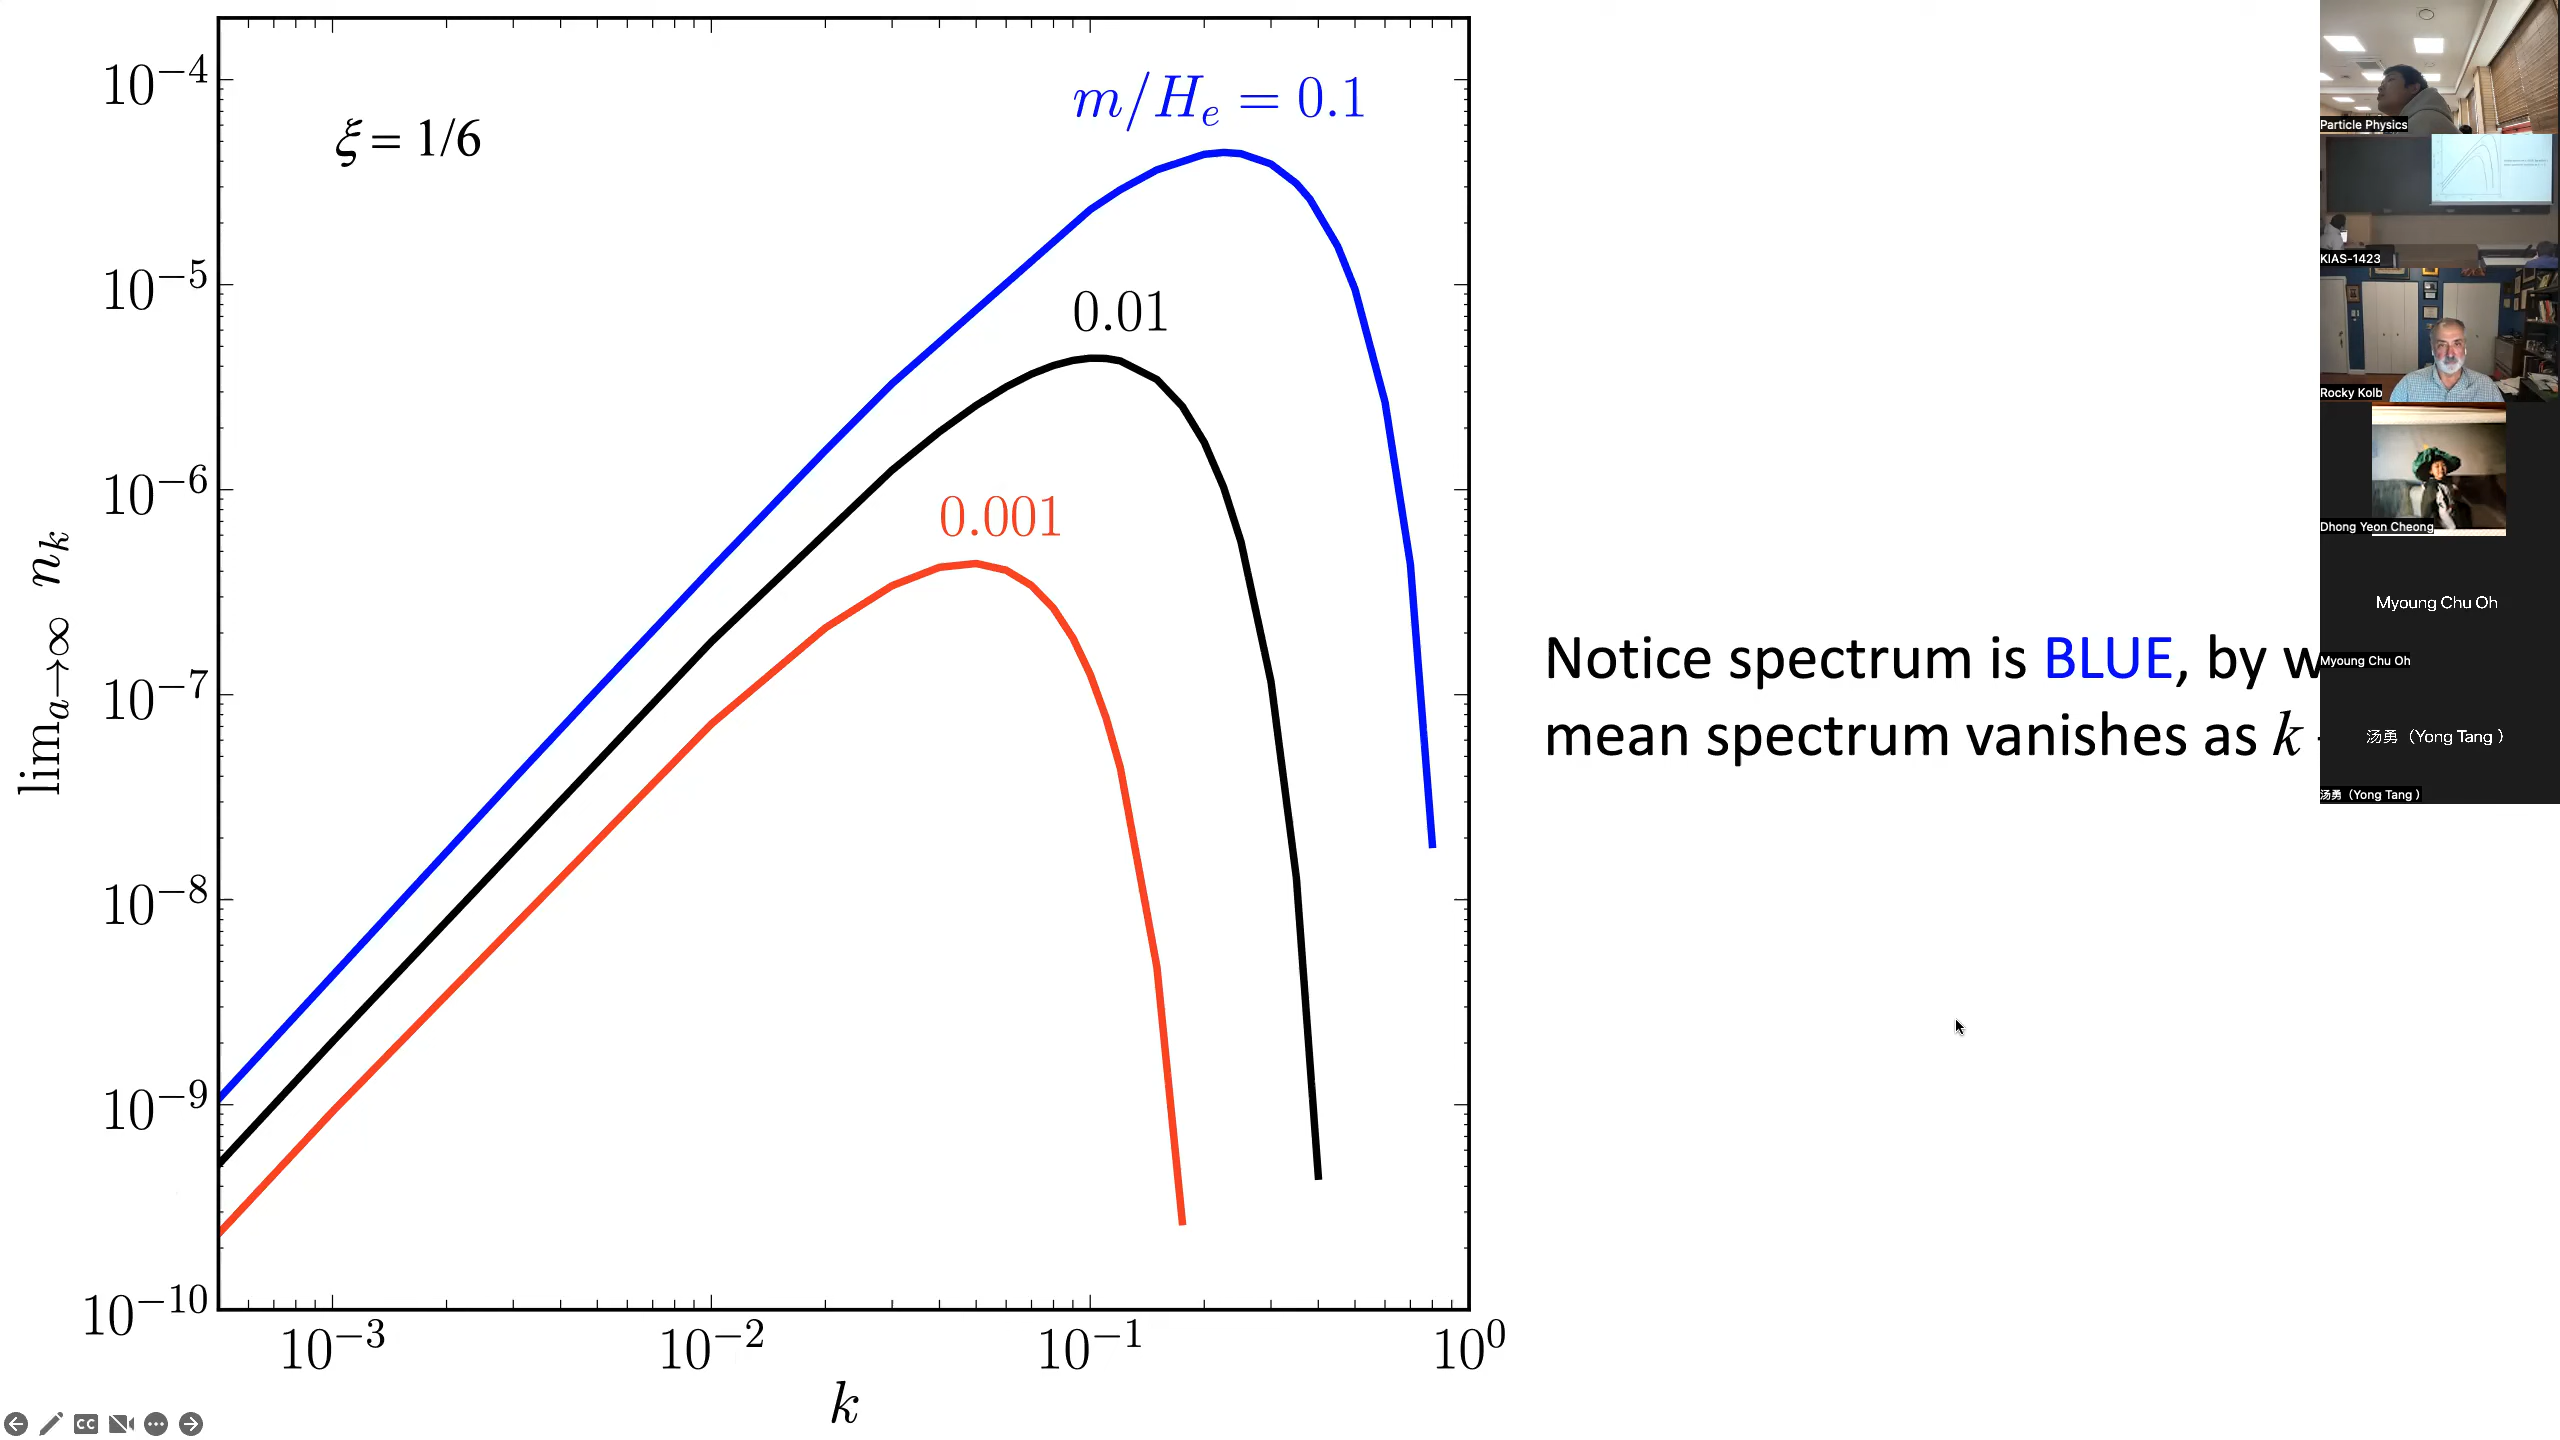 10⁻⁴
10⁻⁵
10⁻⁶
10⁻⁷
10⁻⁸
10⁻⁹
10⁻¹⁰
lim a→∞ n_k
ξ = 1/6
m/H_e = 0.1
0.01
0.001
10⁻³
10⁻²
10⁻¹
10⁰
k
Notice spectrum is BLUE, by
mean spectrum vanishes as k
Particle Physics
KIAS-1423
Rocky Kolb
Dhong Yeon Cheong
Myoung Chu Oh
Myoung Chu Oh
汤勇（Yong Tang ）
汤勇（Yong Tang ）
CC